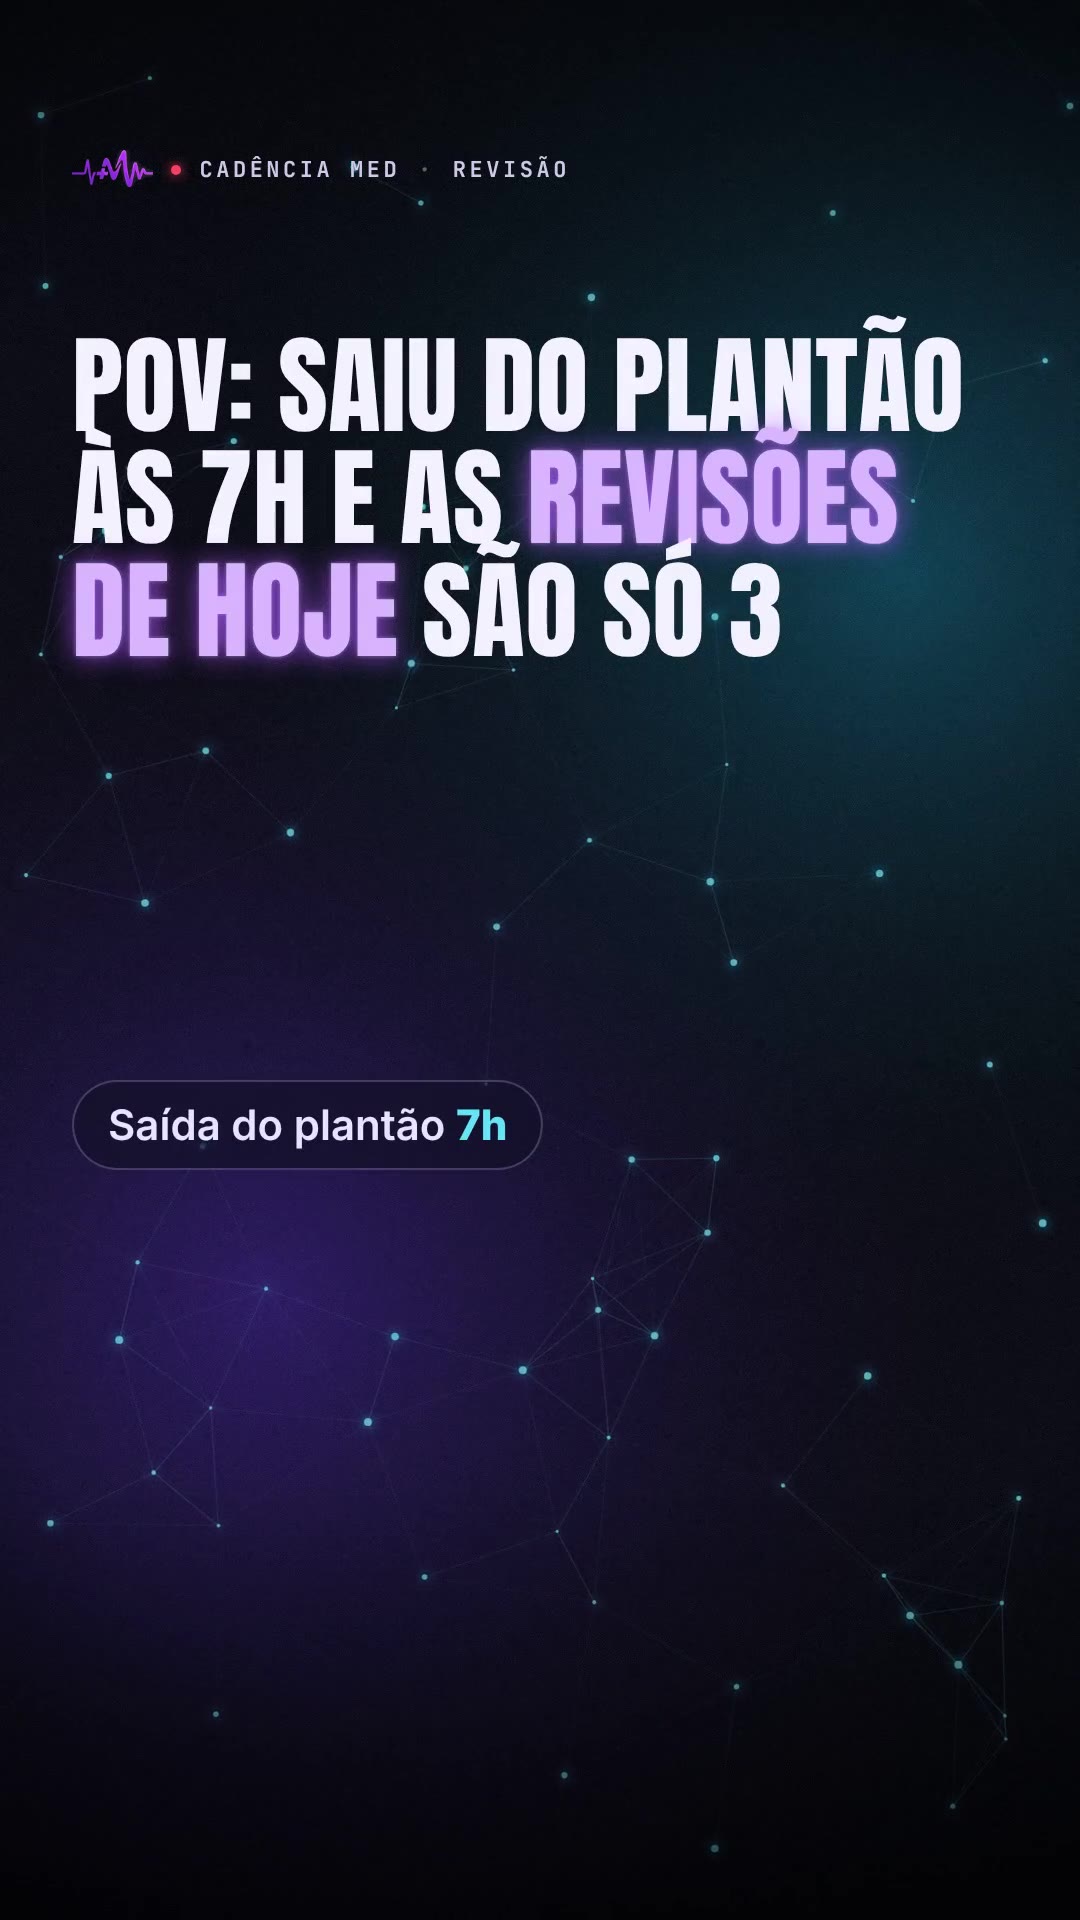 CADÊNCIA MED · REVISÃO
POV: SAIU DO PLANTÃO
ÀS 7H E AS REVISÕES
DE HOJE SÃO SÓ 3
Saída do plantão 7h